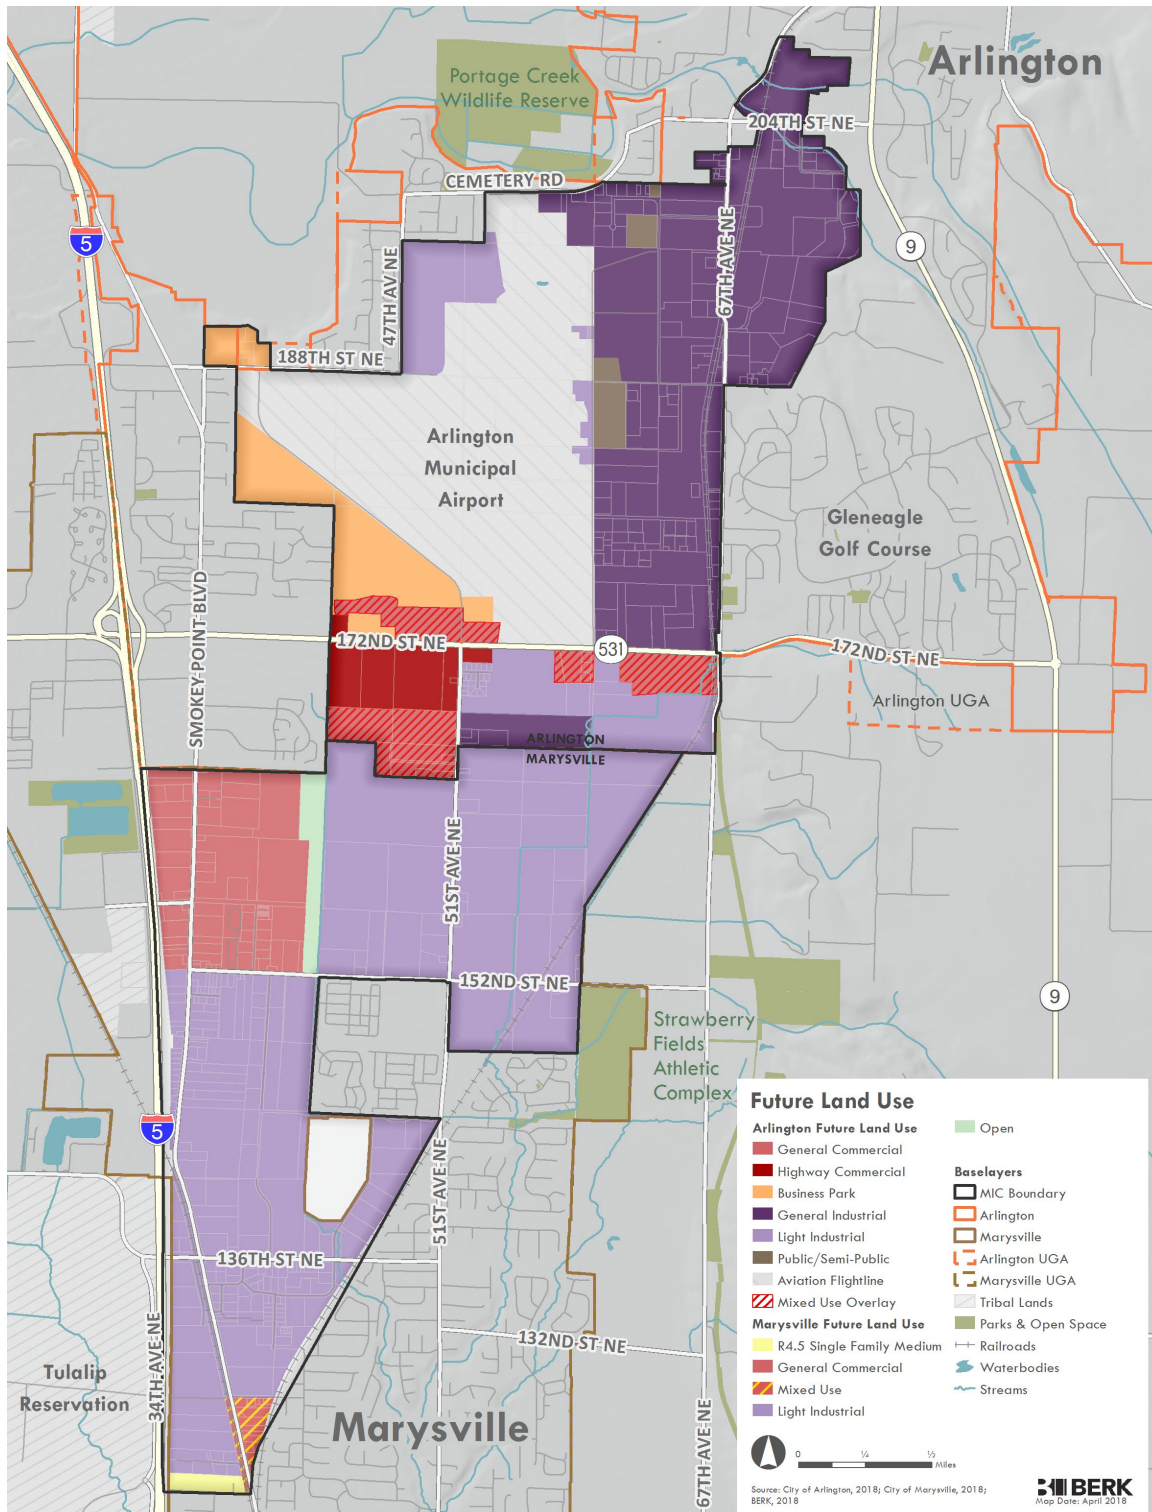 Arlington
Portage Creek
Wildlife Reserve
204TH ST NE
CEMETERY RD
5
9
47TH AV NE
67TH AVE NE
188TH ST NE
Arlington
Municipal
Airport
Gleneagle
Golf Course
SMOKEY POINT BLVD
172ND ST NE
531
172ND ST NE
Arlington UGA
ARLINGTON
MARYSVILLE
51ST AVE NE
152ND ST NE
9
Strawberry
Fields
Athletic
Complex
5
51ST AVE NE
136TH ST NE
132ND ST NE
34TH AVE NE
Tulalip
Reservation
Marysville
67TH AVE NE
Future Land Use
Arlington Future Land Use
General Commercial
Highway Commercial
Business Park
General Industrial
Light Industrial
Public/Semi-Public
Aviation Flightline
Mixed Use Overlay
Marysville Future Land Use
R4.5 Single Family Medium
General Commercial
Mixed Use
Light Industrial
Open
Baselayers
MIC Boundary
Arlington
Marysville
Arlington UGA
Marysville UGA
Tribal Lands
Parks & Open Space
Railroads
Waterbodies
Streams
0 ¼ ½
Miles
Source: City of Arlington, 2018; City of Marysville, 2018;
BERK, 2018
BERK
Map Date: April 2018